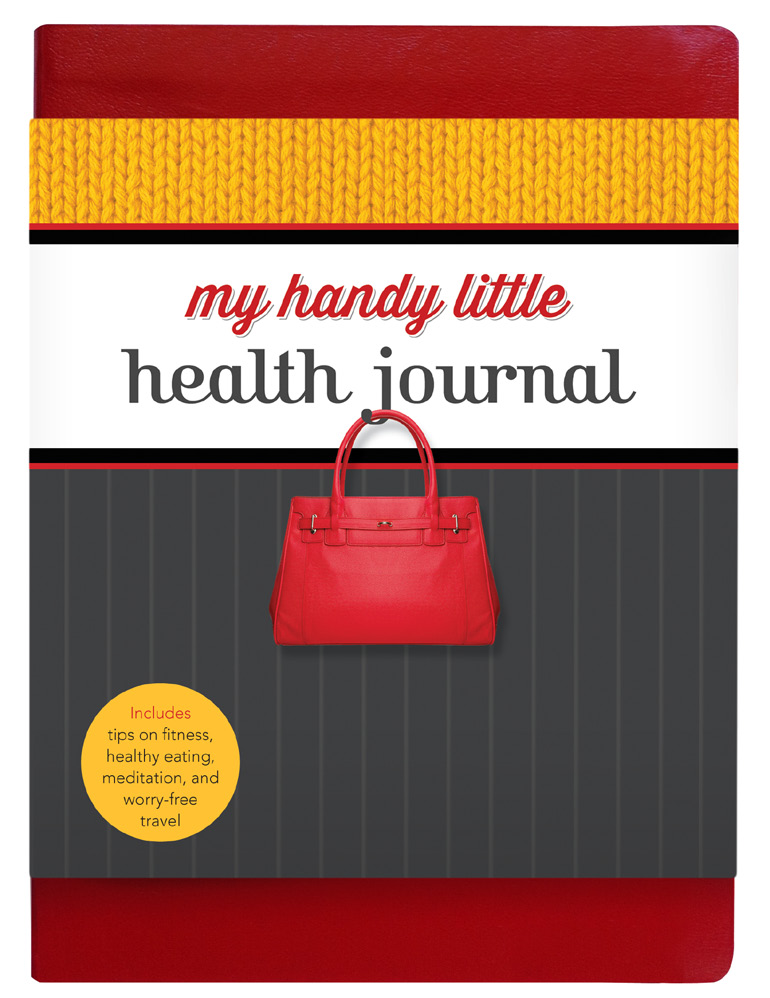 my handy little
health journal
Includes
tips on fitness,
healthy eating,
meditation, and
worry-free
travel